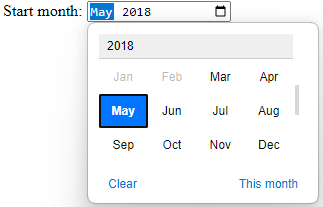 Start month: May 2018
2018
Jan Feb Mar Apr
May Jun Jul Aug
Sep Oct Nov Dec
Clear This month